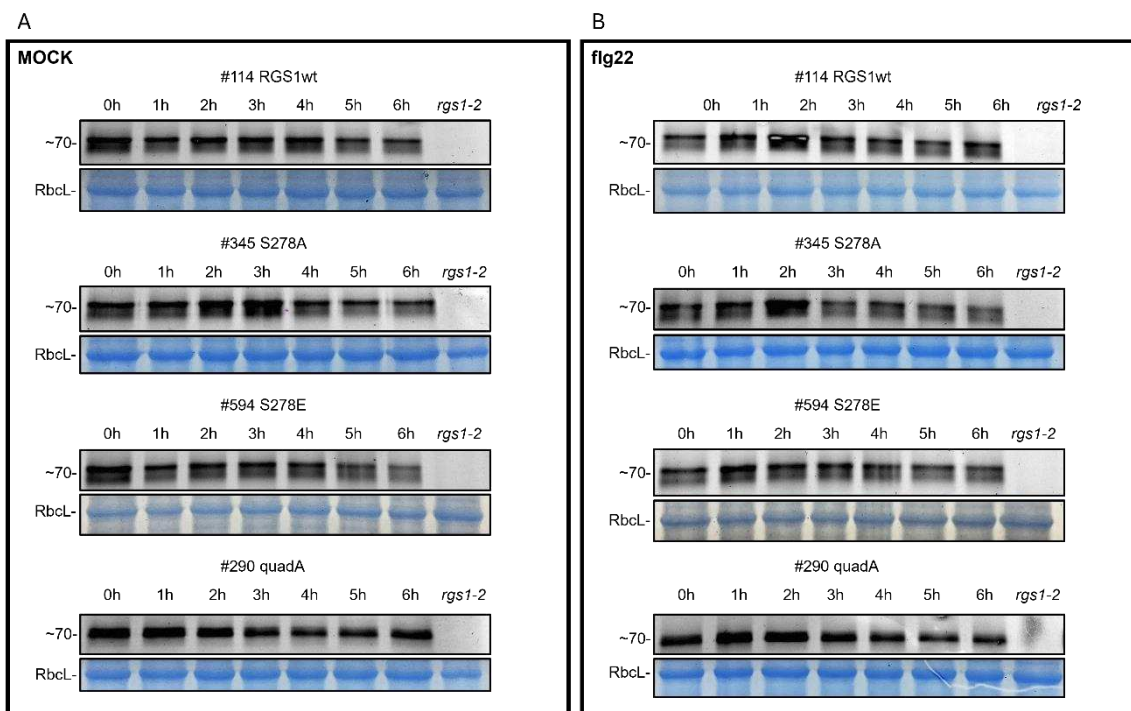 A
MOCK
#114 RGS1wt
0h 1h 2h 3h 4h 5h 6h rgs1-2
~70-
RbcL-
#345 S278A
0h 1h 2h 3h 4h 5h 6h rgs1-2
~70-
RbcL-
#594 S278E
0h 1h 2h 3h 4h 5h 6h rgs1-2
~70-
RbcL-
#290 quadA
0h 1h 2h 3h 4h 5h 6h rgs1-2
~70-
RbcL-
B
flg22
#114 RGS1wt
0h 1h 2h 3h 4h 5h 6h rgs1-2
~70-
RbcL-
#345 S278A
0h 1h 2h 3h 4h 5h 6h rgs1-2
~70-
RbcL-
#594 S278E
0h 1h 2h 3h 4h 5h 6h rgs1-2
~70-
RbcL-
#290 quadA
0h 1h 2h 3h 4h 5h 6h rgs1-2
~70-
RbcL-